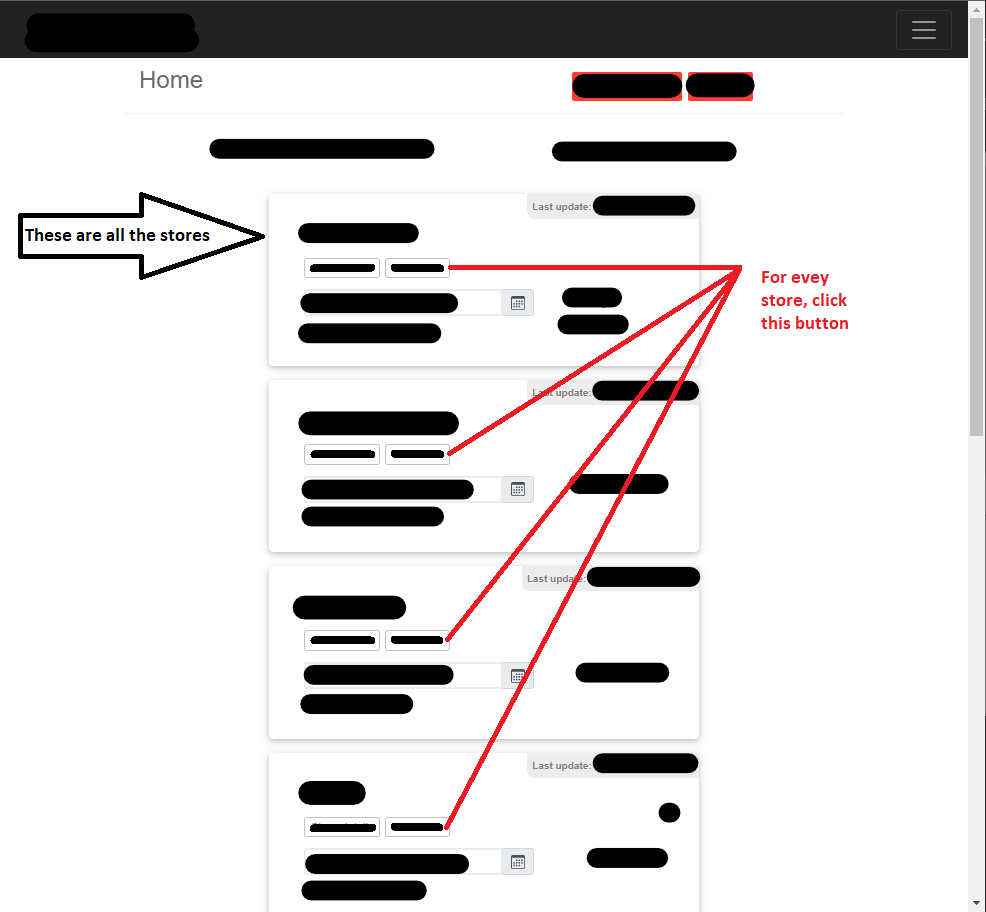 Home
Last update:
These are all the stores
For evey
store, click
this button
Last update:
Last update:
Last update: